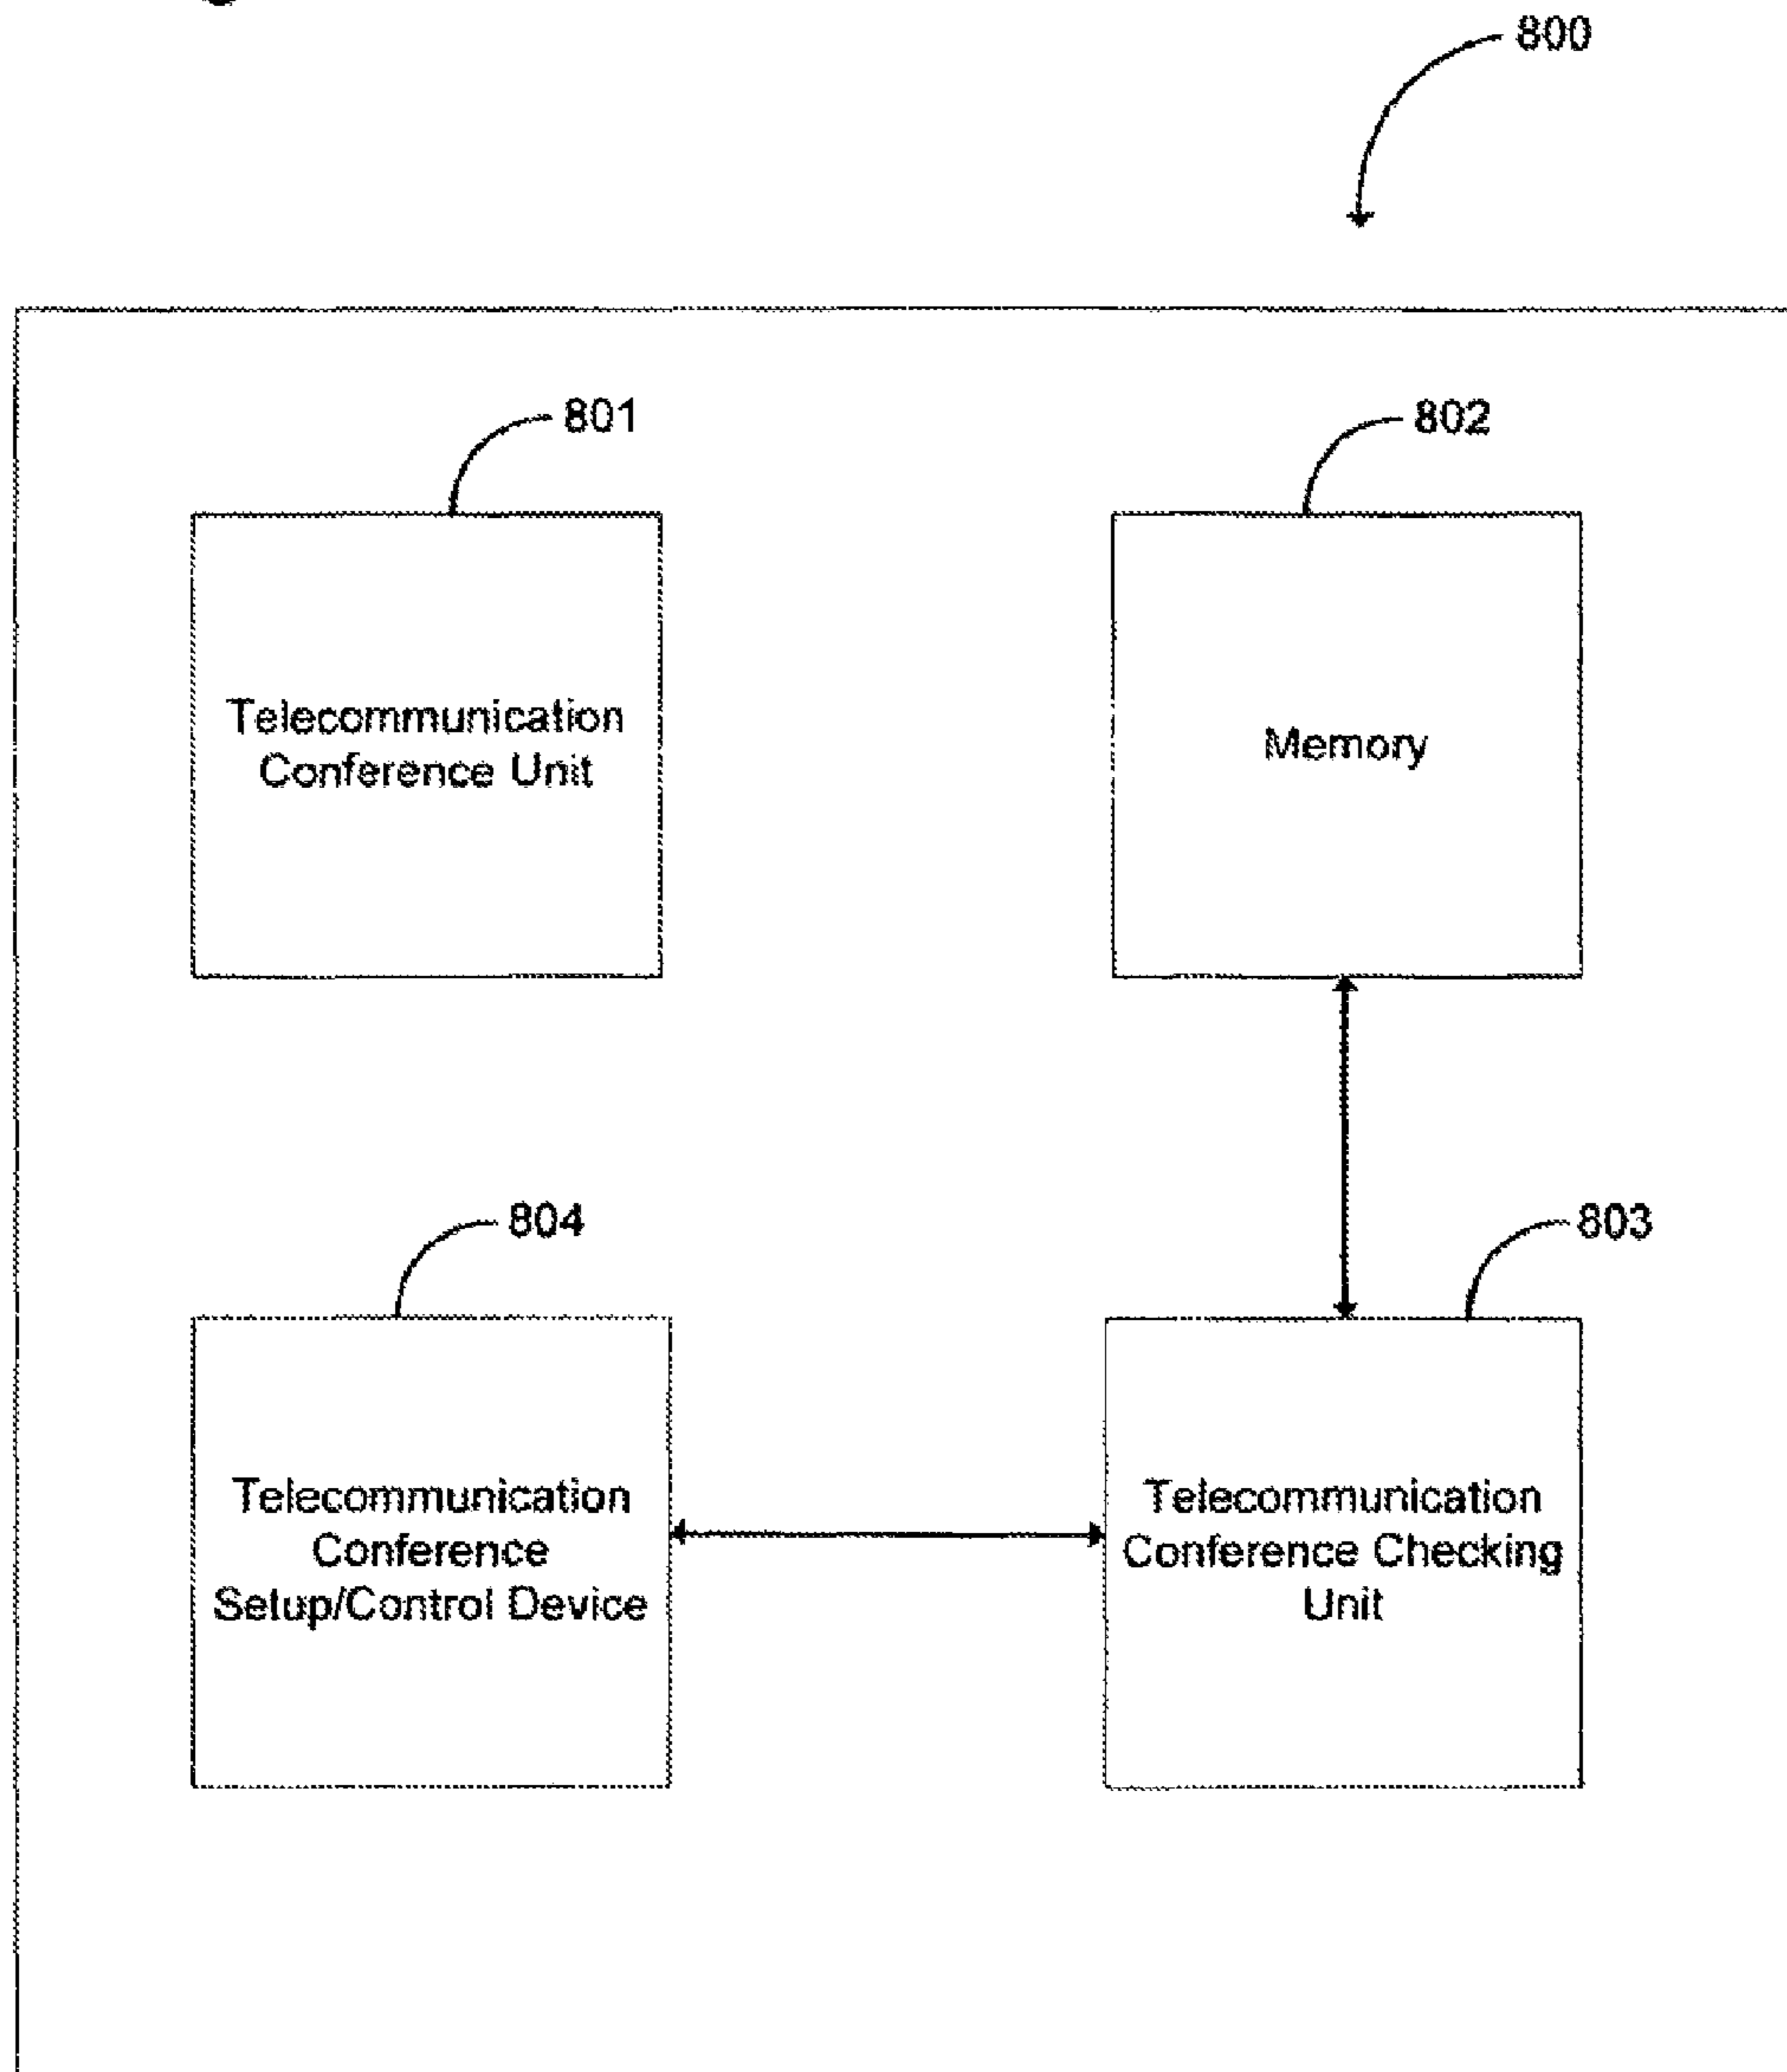 800
801
802
Telecommunication
Conference Unit
Memory
804
803
Telecommunication
Conference
Setup/Control Device
Telecommunication
Conference Checking
Unit